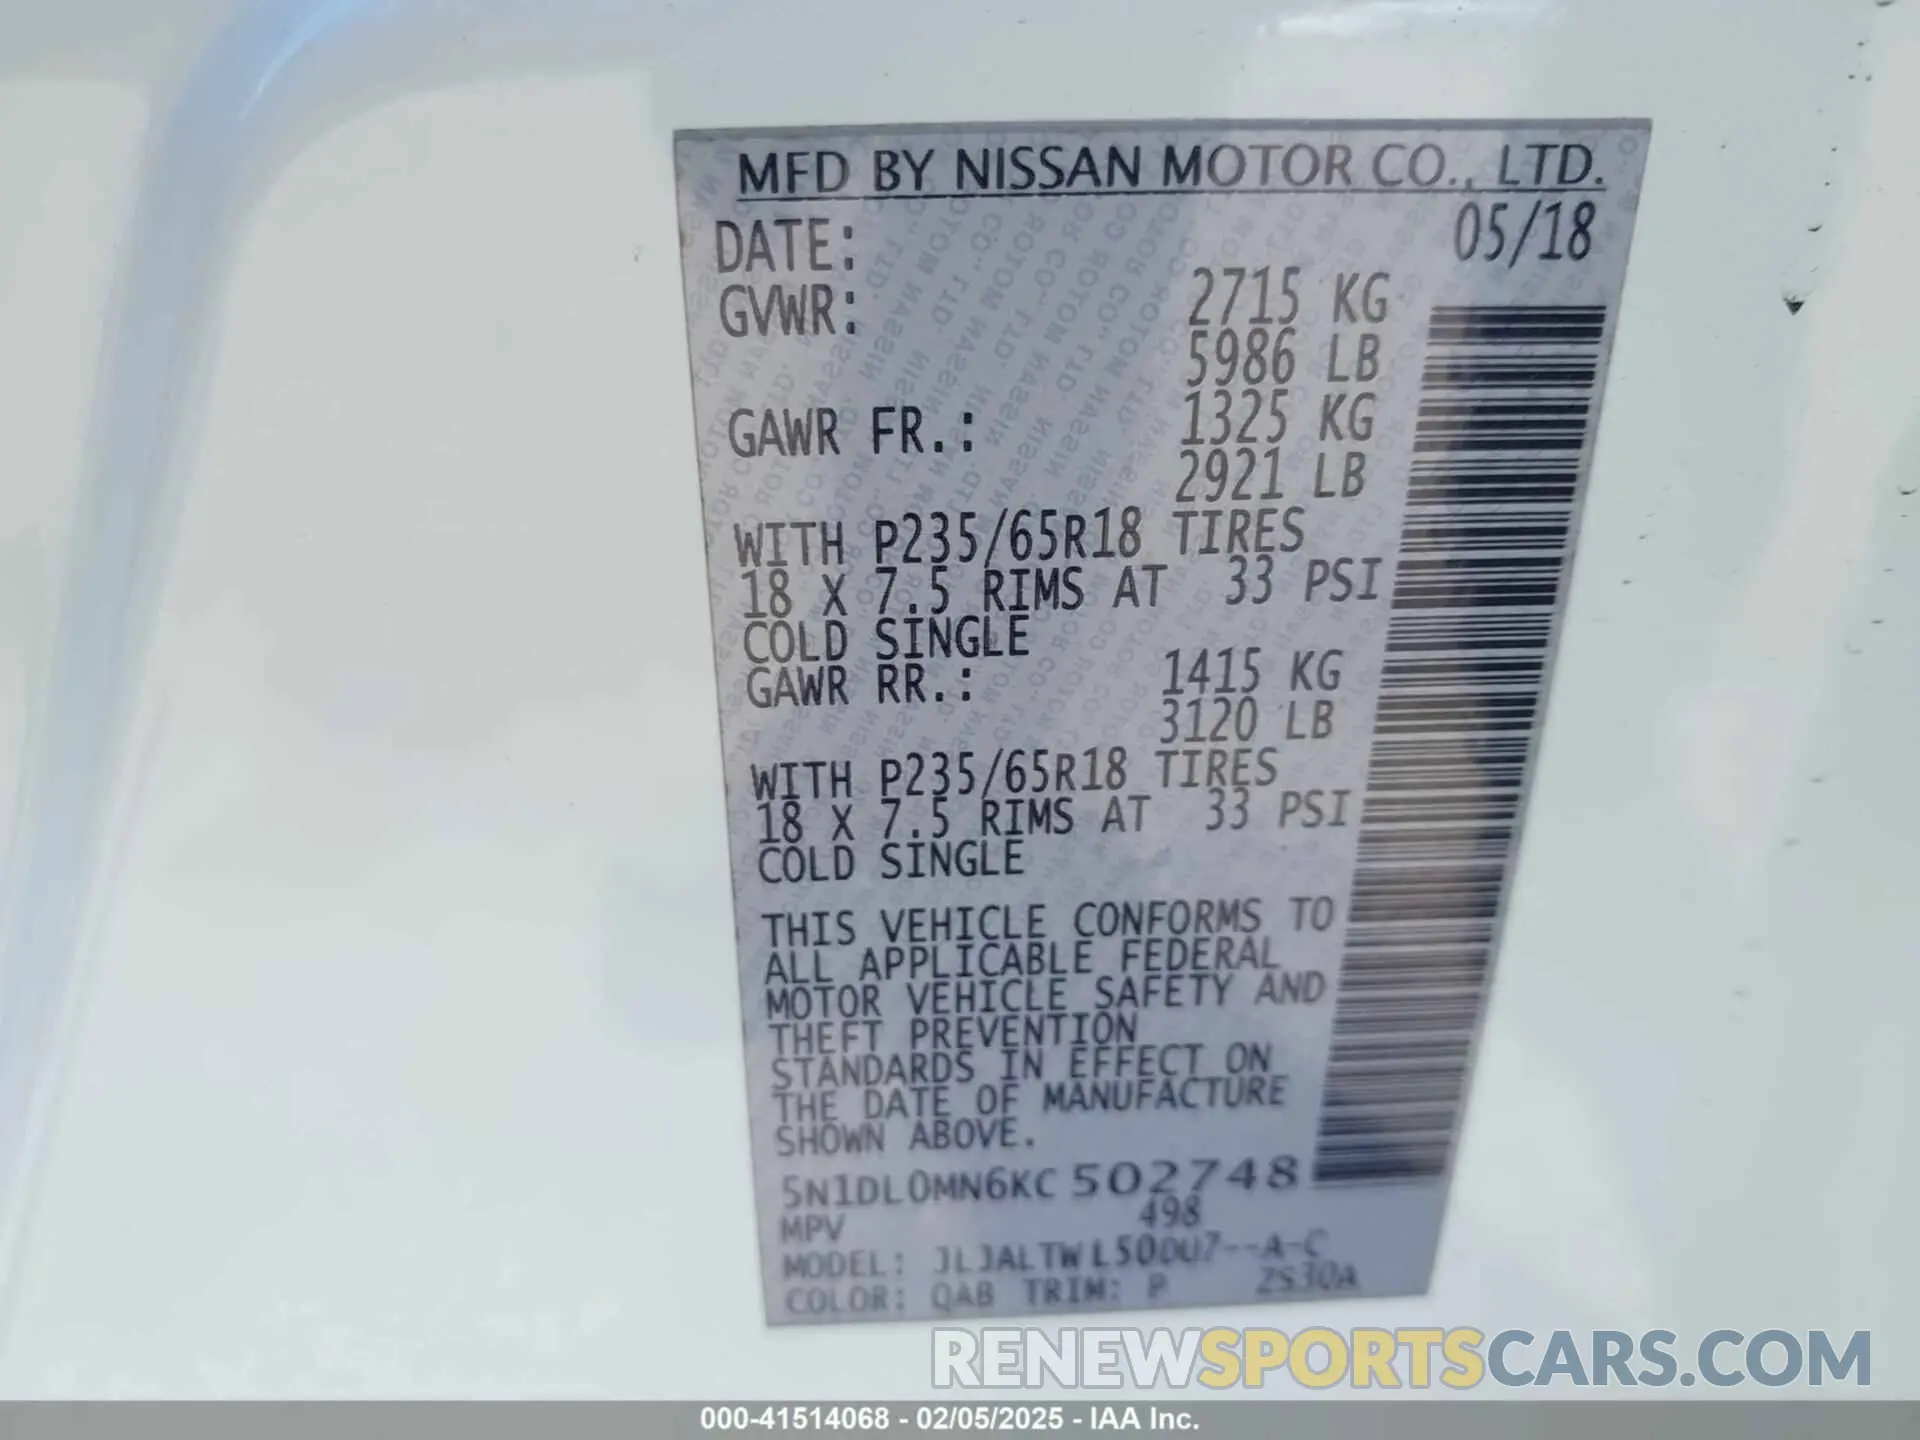 MFD BY NISSAN MOTOR CO., LTD.
DATE: 05/18
GVWR: 2715 KG
5986 LB
GAWR FR.: 1325 KG
2921 LB
WITH P235/65R18 TIRES
18 X 7.5 RIMS AT 33 PSI
COLD SINGLE
GAWR RR.: 1415 KG
3120 LB
WITH P235/65R18 TIRES
18 X 7.5 RIMS AT 33 PSI
COLD SINGLE
THIS VEHICLE CONFORMS TO
ALL APPLICABLE FEDERAL
MOTOR VEHICLE SAFETY AND
THEFT PREVENTION
STANDARDS IN EFFECT ON
THE DATE OF MANUFACTURE
SHOWN ABOVE.
5N1DL0MN6KC502748
MPV 498
MODEL: JLJALTWL50DU7--A-C
COLOR: QAB TRIM: P 2S30A
RENEWSPORTSCARS.COM
000-41514068 - 02/05/2025 - IAA Inc.